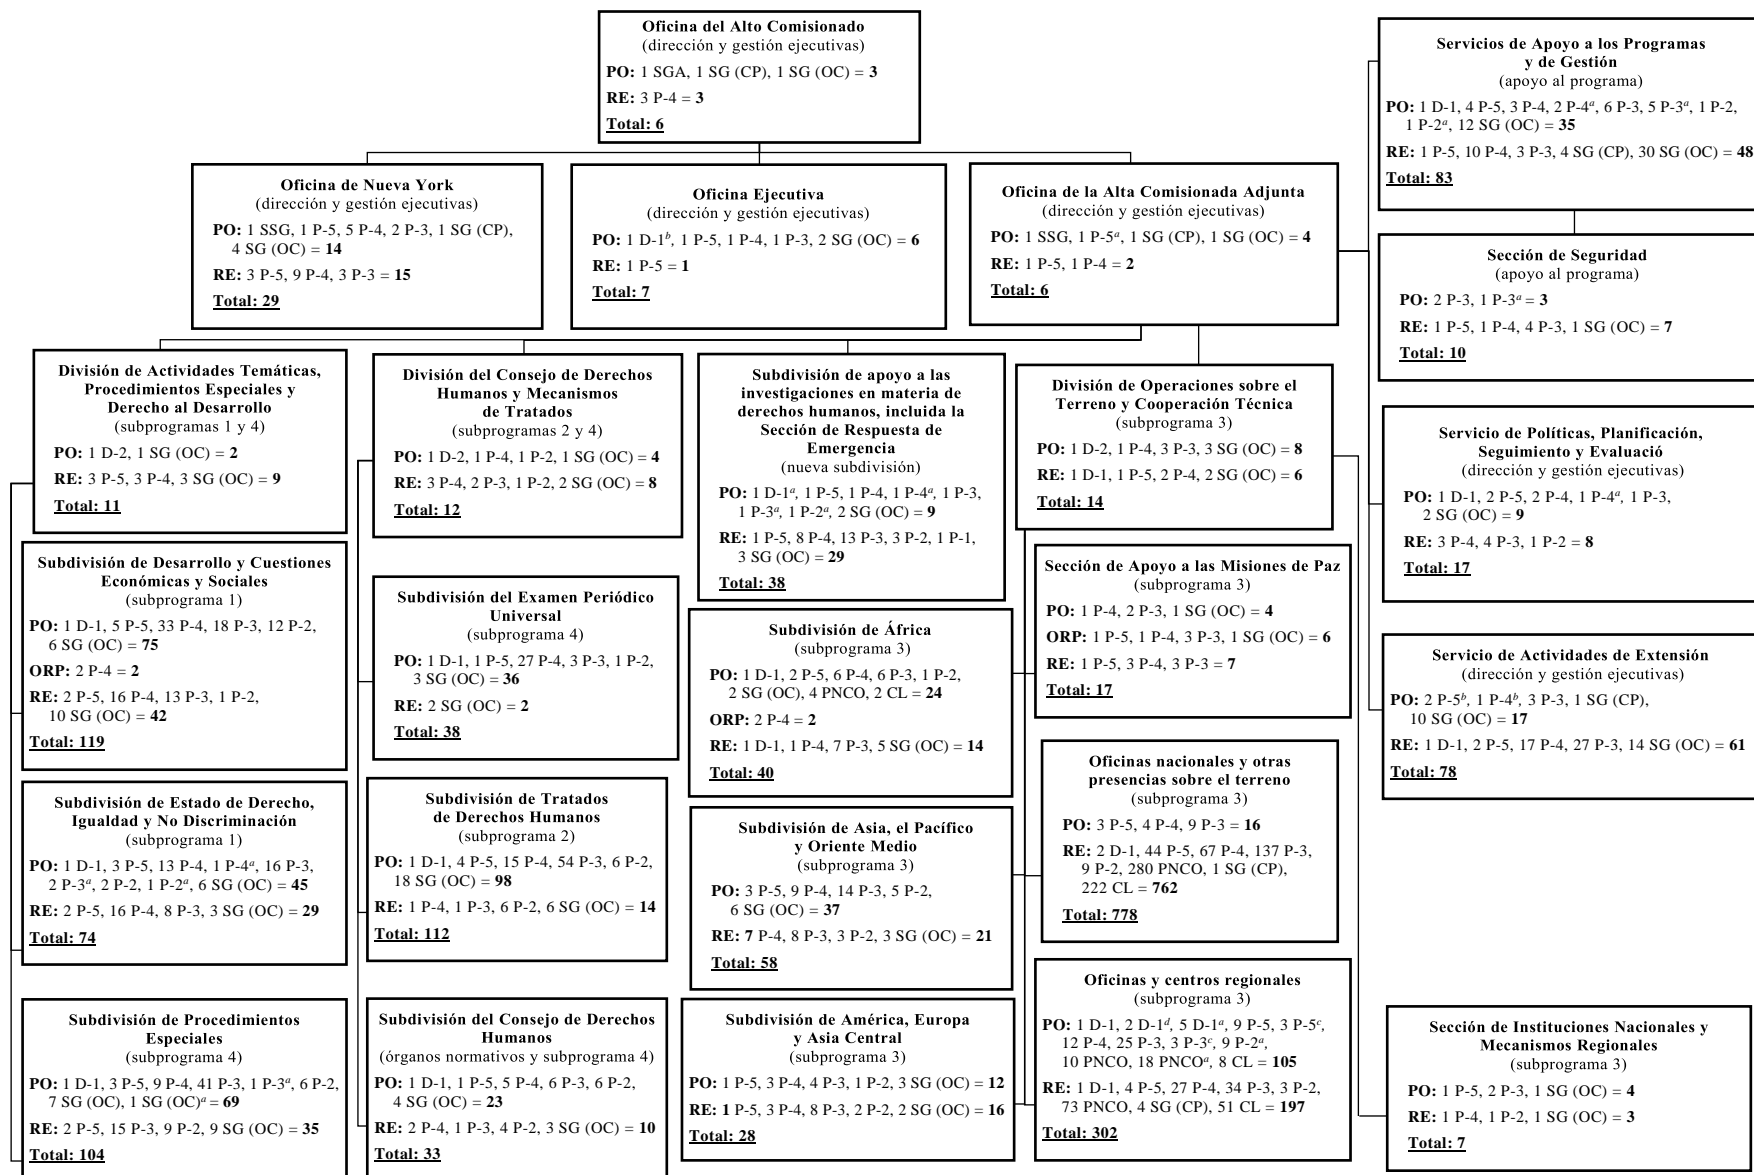 Oficina del Alto Comisionado
(dirección y gestión ejecutivas)
PO: 1 SGA, 1 SG (CP), 1 SG (OC) = 3
RE: 3 P-4 = 3
Total: 6
Servicios de Apoyo a los Programas
y de Gestión
(apoyo al programa)
PO: 1 D-1, 4 P-5, 3 P-4, 2 P-4a, 6 P-3, 5 P-3a, 1 P-2,
1 P-2a, 12 SG (OC) = 35
RE: 1 P-5, 10 P-4, 3 P-3, 4 SG (CP), 30 SG (OC) = 48
Total: 83
Oficina de Nueva York
(dirección y gestión ejecutivas)
PO: 1 SSG, 1 P-5, 5 P-4, 2 P-3, 1 SG (CP),
4 SG (OC) = 14
RE: 3 P-5, 9 P-4, 3 P-3 = 15
Total: 29
Oficina Ejecutiva
(dirección y gestión ejecutivas)
PO: 1 D-1b, 1 P-5, 1 P-4, 1 P-3, 2 SG (OC) = 6
RE: 1 P-5 = 1
Total: 7
Oficina de la Alta Comisionada Adjunta
(dirección y gestión ejecutivas)
PO: 1 SSG, 1 P-5a, 1 SG (CP), 1 SG (OC) = 4
RE: 1 P-5, 1 P-4 = 2
Total: 6
Sección de Seguridad
(apoyo al programa)
PO: 2 P-3, 1 P-3a = 3
RE: 1 P-5, 1 P-4, 4 P-3, 1 SG (OC) = 7
Total: 10
División de Actividades Temáticas,
Procedimientos Especiales y
Derecho al Desarrollo
(subprogramas 1 y 4)
PO: 1 D-2, 1 SG (OC) = 2
RE: 3 P-5, 3 P-4, 3 SG (OC) = 9
Total: 11
División del Consejo de Derechos
Humanos y Mecanismos
de Tratados
(subprogramas 2 y 4)
PO: 1 D-2, 1 P-4, 1 P-2, 1 SG (OC) = 4
RE: 3 P-4, 2 P-3, 1 P-2, 2 SG (OC) = 8
Total: 12
Subdivisión de apoyo a las
investigaciones en materia de
derechos humanos, incluida la
Sección de Respuesta de
Emergencia
(nueva subdivisión)
PO: 1 D-1a, 1 P-5, 1 P-4, 1 P-4a, 1 P-3,
1 P-3a, 1 P-2a, 2 SG (OC) = 9
RE: 1 P-5, 8 P-4, 13 P-3, 3 P-2, 1 P-1,
3 SG (OC) = 29
Total: 38
División de Operaciones sobre el
Terreno y Cooperación Técnica
(subprograma 3)
PO: 1 D-2, 1 P-4, 3 P-3, 3 SG (OC) = 8
RE: 1 D-1, 1 P-5, 2 P-4, 2 SG (OC) = 6
Total: 14
Servicio de Políticas, Planificación,
Seguimiento y Evaluació
(dirección y gestión ejecutivas)
PO: 1 D-1, 2 P-5, 2 P-4, 1 P-4a, 1 P-3,
2 SG (OC) = 9
RE: 3 P-4, 4 P-3, 1 P-2 = 8
Total: 17
Subdivisión de Desarrollo y Cuestiones
Económicas y Sociales
(subprograma 1)
PO: 1 D-1, 5 P-5, 33 P-4, 18 P-3, 12 P-2,
6 SG (OC) = 75
ORP: 2 P-4 = 2
RE: 2 P-5, 16 P-4, 13 P-3, 1 P-2,
10 SG (OC) = 42
Total: 119
Subdivisión del Examen Periódico
Universal
(subprograma 4)
PO: 1 D-1, 1 P-5, 27 P-4, 3 P-3, 1 P-2,
3 SG (OC) = 36
RE: 2 SG (OC) = 2
Total: 38
Subdivisión de África
(subprograma 3)
PO: 1 D-1, 2 P-5, 6 P-4, 6 P-3, 1 P-2,
2 SG (OC), 4 PNCO, 2 CL = 24
ORP: 2 P-4 = 2
RE: 1 D-1, 1 P-4, 7 P-3, 5 SG (OC) = 14
Total: 40
Sección de Apoyo a las Misiones de Paz
(subprograma 3)
PO: 1 P-4, 2 P-3, 1 SG (OC) = 4
ORP: 1 P-5, 1 P-4, 3 P-3, 1 SG (OC) = 6
RE: 1 P-5, 3 P-4, 3 P-3 = 7
Total: 17
Servicio de Actividades de Extensión
(dirección y gestión ejecutivas)
PO: 2 P-5b, 1 P-4b, 3 P-3, 1 SG (CP),
10 SG (OC) = 17
RE: 1 D-1, 2 P-5, 17 P-4, 27 P-3, 14 SG (OC) = 61
Total: 78
Subdivisión de Estado de Derecho,
Igualdad y No Discriminación
(subprograma 1)
PO: 1 D-1, 3 P-5, 13 P-4, 1 P-4a, 16 P-3,
2 P-3a, 2 P-2, 1 P-2a, 6 SG (OC) = 45
RE: 2 P-5, 16 P-4, 8 P-3, 3 SG (OC) = 29
Total: 74
Subdivisión de Tratados
de Derechos Humanos
(subprograma 2)
PO: 1 D-1, 4 P-5, 15 P-4, 54 P-3, 6 P-2,
18 SG (OC) = 98
RE: 1 P-4, 1 P-3, 6 P-2, 6 SG (OC) = 14
Total: 112
Subdivisión de Asia, el Pacífico
y Oriente Medio
(subprograma 3)
PO: 3 P-5, 9 P-4, 14 P-3, 5 P-2,
6 SG (OC) = 37
RE: 7 P-4, 8 P-3, 3 P-2, 3 SG (OC) = 21
Total: 58
Oficinas nacionales y otras
presencias sobre el terreno
(subprograma 3)
PO: 3 P-5, 4 P-4, 9 P-3 = 16
RE: 2 D-1, 44 P-5, 67 P-4, 137 P-3,
9 P-2, 280 PNCO, 1 SG (CP),
222 CL = 762
Total: 778
Subdivisión de Procedimientos
Especiales
(subprograma 4)
PO: 1 D-1, 3 P-5, 9 P-4, 41 P-3, 1 P-3a, 6 P-2,
7 SG (OC), 1 SG (OC)a = 69
RE: 2 P-5, 15 P-3, 9 P-2, 9 SG (OC) = 35
Total: 104
Subdivisión del Consejo de Derechos
Humanos
(órganos normativos y subprograma 4)
PO: 1 D-1, 1 P-5, 5 P-4, 6 P-3, 6 P-2,
4 SG (OC) = 23
RE: 2 P-4, 1 P-3, 4 P-2, 3 SG (OC) = 10
Total: 33
Subdivisión de América, Europa
y Asia Central
(subprograma 3)
PO: 1 P-5, 3 P-4, 4 P-3, 1 P-2, 3 SG (OC) = 12
RE: 1 P-5, 3 P-4, 8 P-3, 2 P-2, 2 SG (OC) = 16
Total: 28
Oficinas y centros regionales
(subprograma 3)
PO: 1 D-1, 2 D-1d, 5 D-1a, 9 P-5, 3 P-5c,
12 P-4, 25 P-3, 3 P-3c, 9 P-2a,
10 PNCO, 18 PNCOa, 8 CL = 105
RE: 1 D-1, 4 P-5, 27 P-4, 34 P-3, 3 P-2,
73 PNCO, 4 SG (CP), 51 CL = 197
Total: 302
Sección de Instituciones Nacionales y
Mecanismos Regionales
(subprograma 3)
PO: 1 P-5, 2 P-3, 1 SG (OC) = 4
RE: 1 P-4, 1 P-2, 1 SG (OC) = 3
Total: 7